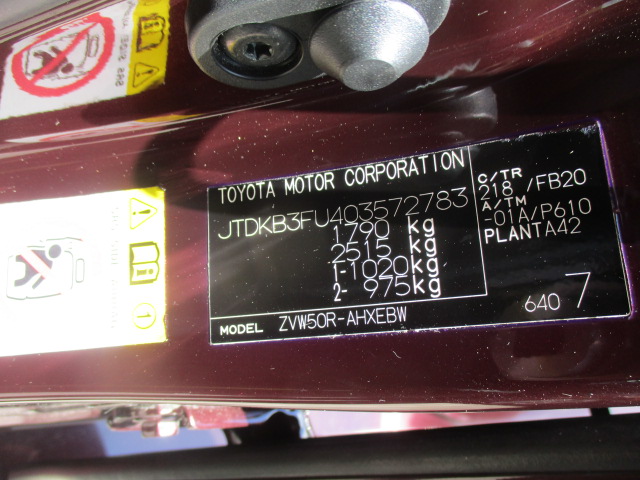 TOYOTA MOTOR CORPORATION
JTDKB3FU403572783
1790 kg
2515 kg
1-1020kg
2- 975kg
MODEL ZVW50R-AHXEBW
C/TR
218 /FB20
A/TM
-01A/P610
PLANTA42
640 7